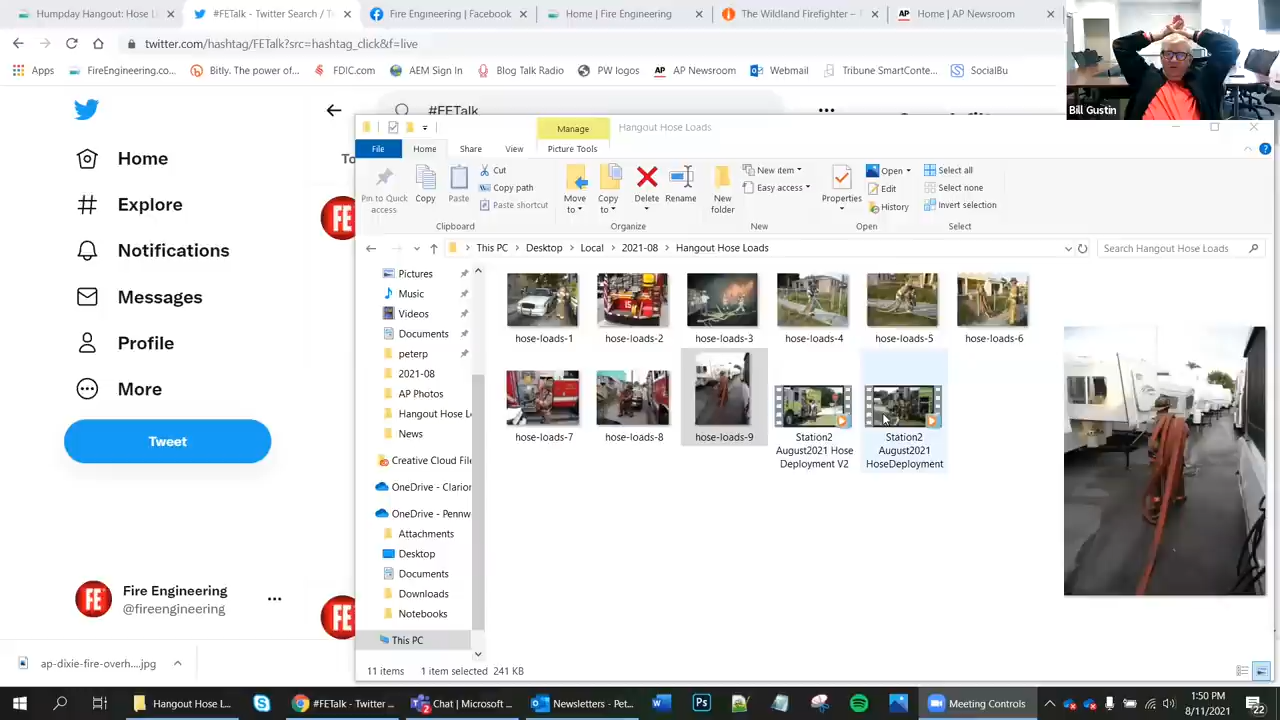 Humpday Hangout: Hose Load
#FETalk - Twitter Search / T
Fire Engineering | Facebook
Home | Fire Engineering
The Wildland Firefighter –
AP
Home | AP Newsroom
twitter.com/hashtag/FETalk?src=hashtag_click&f=live
Apps
FireEngineering.co...
Bitly. The power of...
FDIC.com
AEM Sign In
Blog Talk Radio
PW logos
AP
AP Newsroom
Webmail
Tribune SmartConte...
SocialBu
Bill Gustin
#FETalk
Home
Explore
Notifications
Messages
Profile
More
Tweet
Fire Engineering
@fireengineering
To
FE
FE
FE
Manage
Hangout Hose Loads
File
Home
Share
View
Picture Tools
Pin to Quick
access
Copy
Paste
Cut
Copy path
Paste shortcut
Clipboard
Move
to
Copy
to
Delete
Rename
Organize
New
folder
New item
Easy access
New
Properties
Open
Edit
History
Open
Select all
Select none
Invert selection
Select
This PC
Desktop
Local
2021-08
Hangout Hose Loads
Search Hangout Hose Loads
Pictures
Music
Videos
Documents
peterp
2021-08
AP Photos
Hangout Hose L
News
Creative Cloud File
OneDrive - Clarion
OneDrive - Pennw
Attachments
Desktop
Documents
Downloads
Notebooks
This PC
hose-loads-1
hose-loads-2
hose-loads-3
hose-loads-4
hose-loads-5
hose-loads-6
hose-loads-7
hose-loads-8
hose-loads-9
Station2
August2021 Hose
Deployment V2
Station2
August2021
HoseDeployment
11 items
1 item selected 241 KB
ap-dixie-fire-overh....jpg
Hangout Hose L...
#FETalk - Twitter...
Chat | Microsoft ...
Newsletters - Pet...
Ps
Meeting Controls
1:50 PM
8/11/2021
22